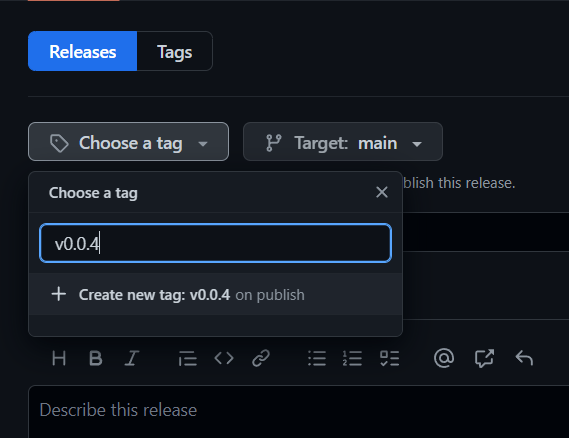 Releases Tags
Choose a tag Target: main
Choose a tag
blish this release.
v0.0.4
Create new tag: v0.0.4 on publish
H B I @
Describe this release